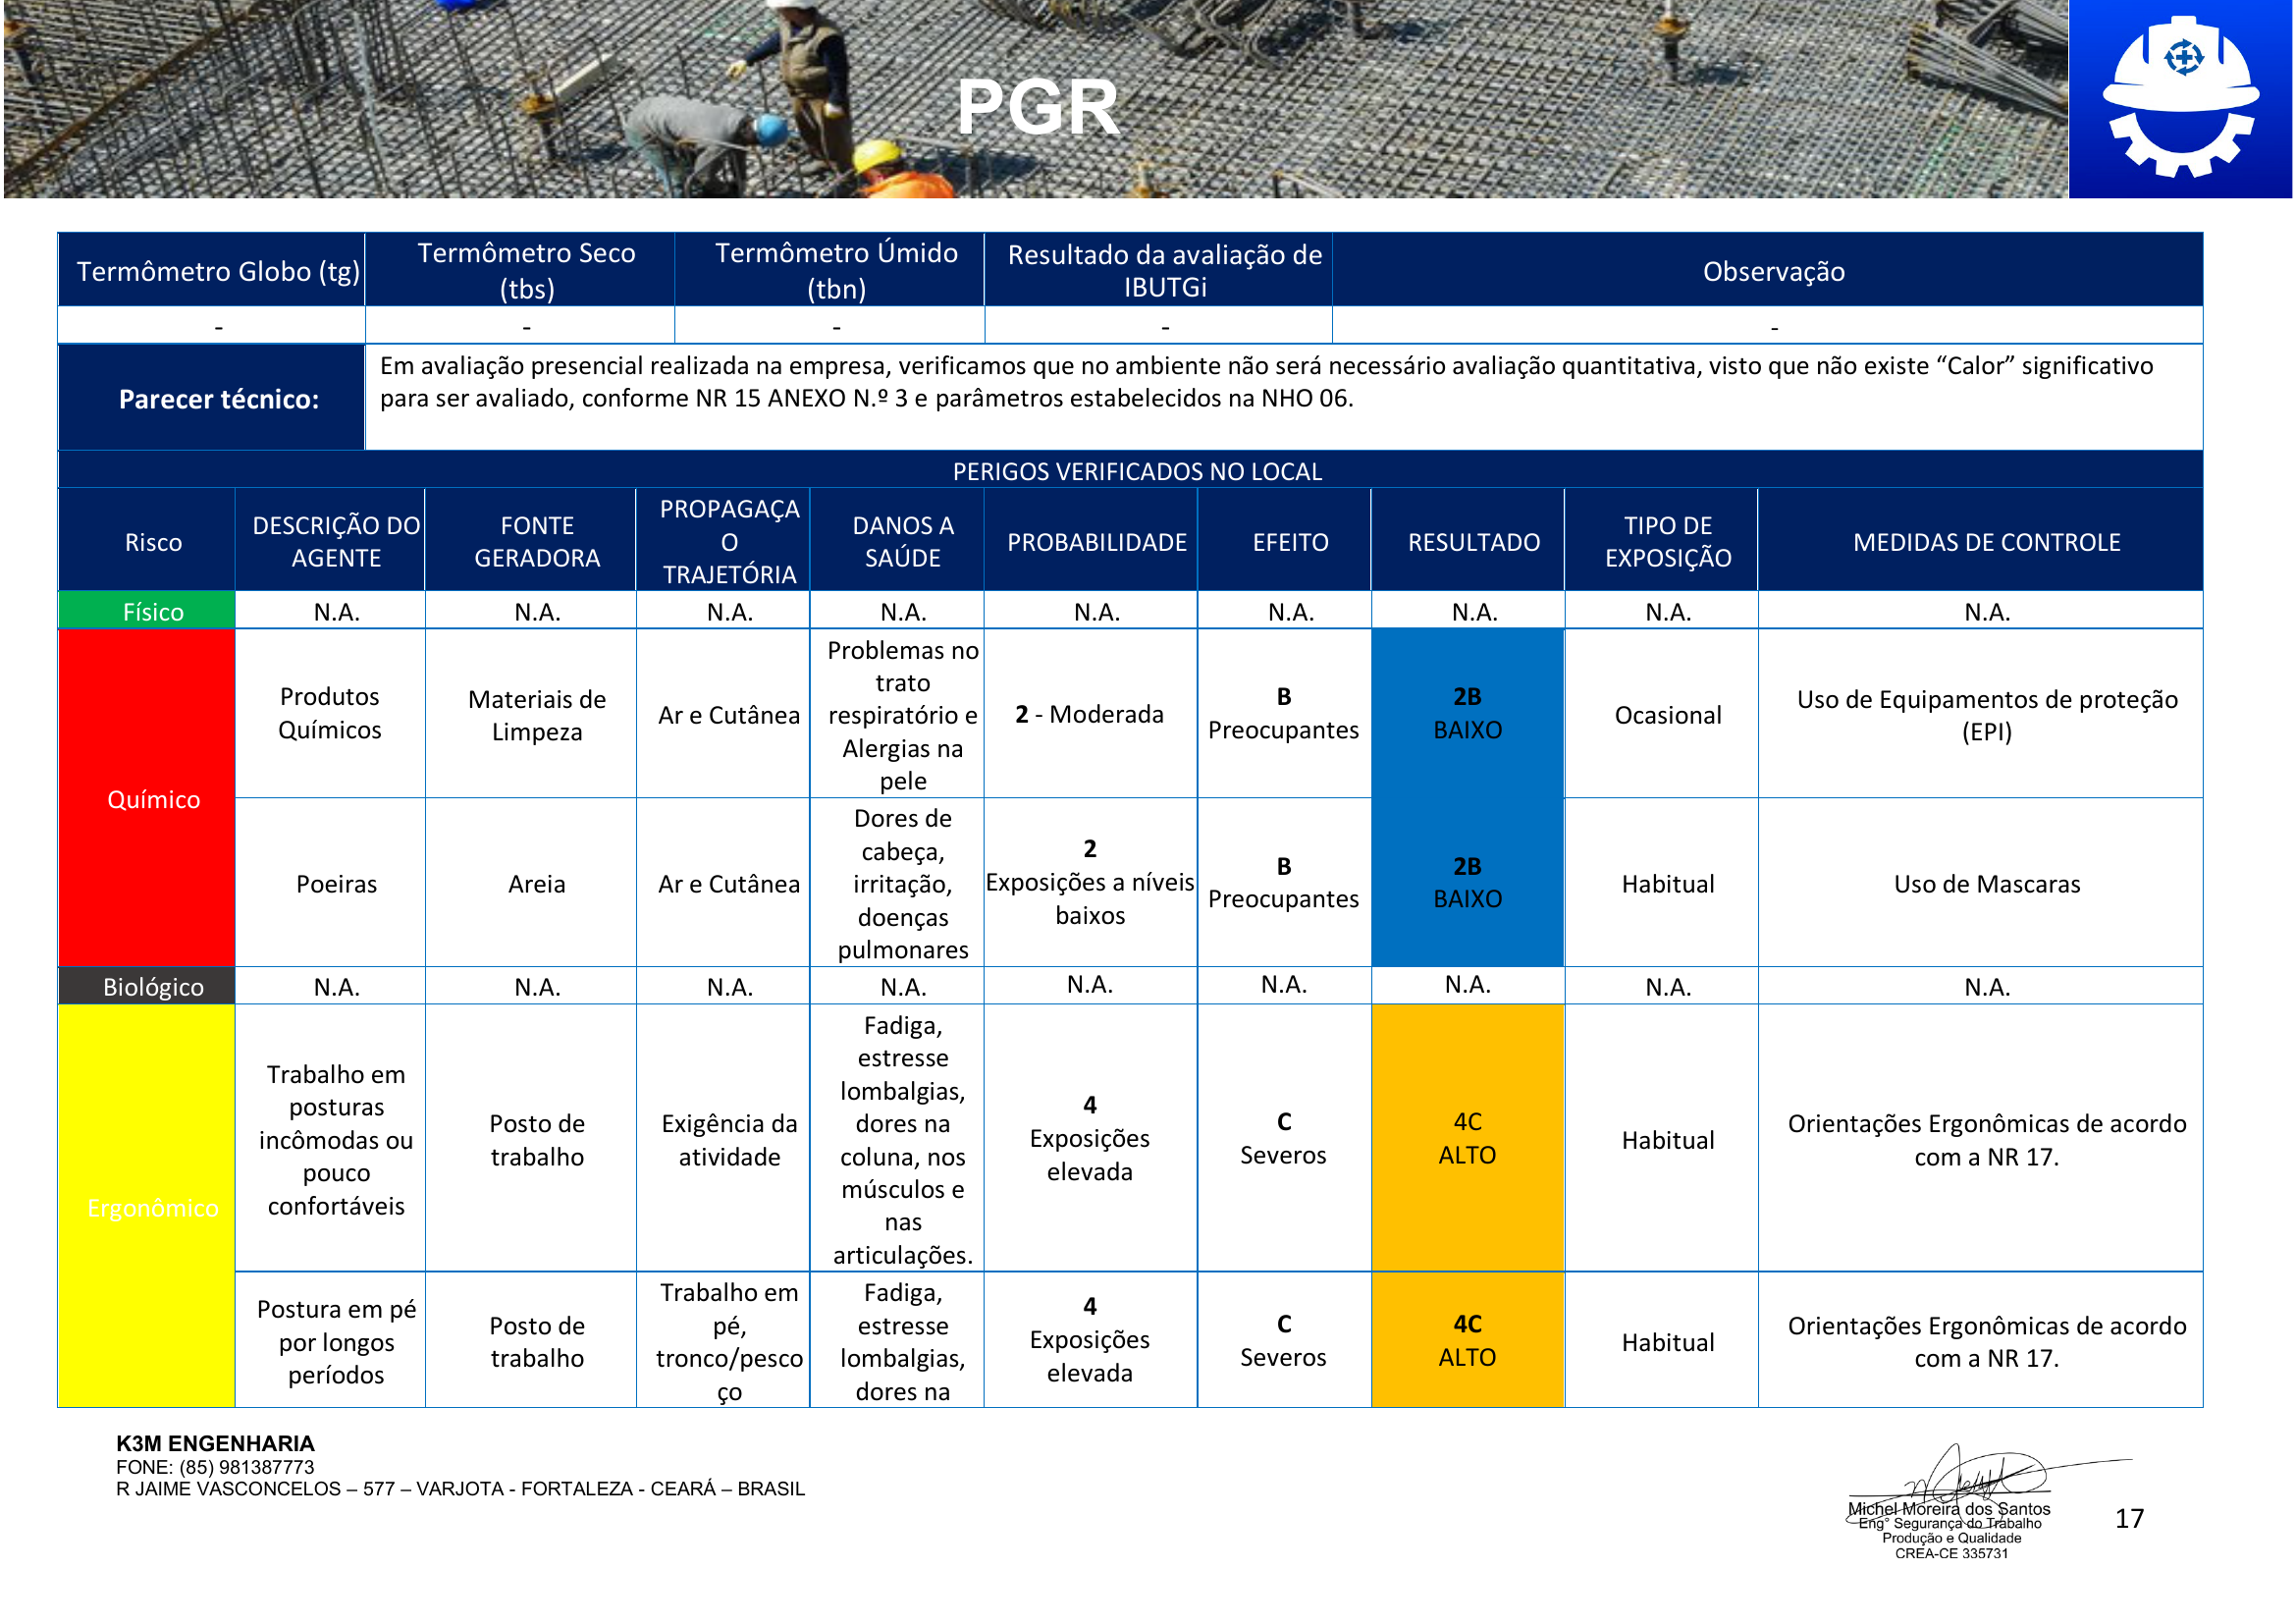 PGR
Termômetro Globo (tg)
Termômetro Seco
(tbs)
Termômetro Úmido
(tbn)
Resultado da avaliação de
IBUTGi
Observação
-
-
-
-
-
Parecer técnico:
Em avaliação presencial realizada na empresa, verificamos que no ambiente não será necessário avaliação quantitativa, visto que não existe “Calor” significativo
para ser avaliado, conforme NR 15 ANEXO N.º 3 e parâmetros estabelecidos na NHO 06.
PERIGOS VERIFICADOS NO LOCAL
Risco
DESCRIÇÃO DO
AGENTE
FONTE
GERADORA
PROPAGAÇA
O
TRAJETÓRIA
DANOS A
SAÚDE
PROBABILIDADE
EFEITO
RESULTADO
TIPO DE
EXPOSIÇÃO
MEDIDAS DE CONTROLE
Físico
N.A.
N.A.
N.A.
N.A.
N.A.
N.A.
N.A.
N.A.
N.A.
Químico
Produtos
Químicos
Materiais de
Limpeza
Ar e Cutânea
Problemas no
trato
respiratório e
Alergias na
pele
2 - Moderada
B
Preocupantes
2B
BAIXO
Ocasional
Uso de Equipamentos de proteção
(EPI)
Poeiras
Areia
Ar e Cutânea
Dores de
cabeça,
irritação,
doenças
pulmonares
2
Exposições a níveis
baixos
B
Preocupantes
2B
BAIXO
Habitual
Uso de Mascaras
Biológico
N.A.
N.A.
N.A.
N.A.
N.A.
N.A.
N.A.
N.A.
N.A.
Ergonômico
Trabalho em
posturas
incômodas ou
pouco
confortáveis
Posto de
trabalho
Exigência da
atividade
Fadiga,
estresse
lombalgias,
dores na
coluna, nos
músculos e
nas
articulações.
4
Exposições
elevada
C
Severos
4C
ALTO
Habitual
Orientações Ergonômicas de acordo
com a NR 17.
Postura em pé
por longos
períodos
Posto de
trabalho
Trabalho em
pé,
tronco/pesco
ço
Fadiga,
estresse
lombalgias,
dores na
4
Exposições
elevada
C
Severos
4C
ALTO
Habitual
Orientações Ergonômicas de acordo
com a NR 17.
K3M ENGENHARIA
FONE: (85) 981387773
R JAIME VASCONCELOS – 577 – VARJOTA - FORTALEZA - CEARÁ – BRASIL
Michel Moreira dos Santos
Eng° Segurança do Trabalho
Produção e Qualidade
CREA-CE 335731
17